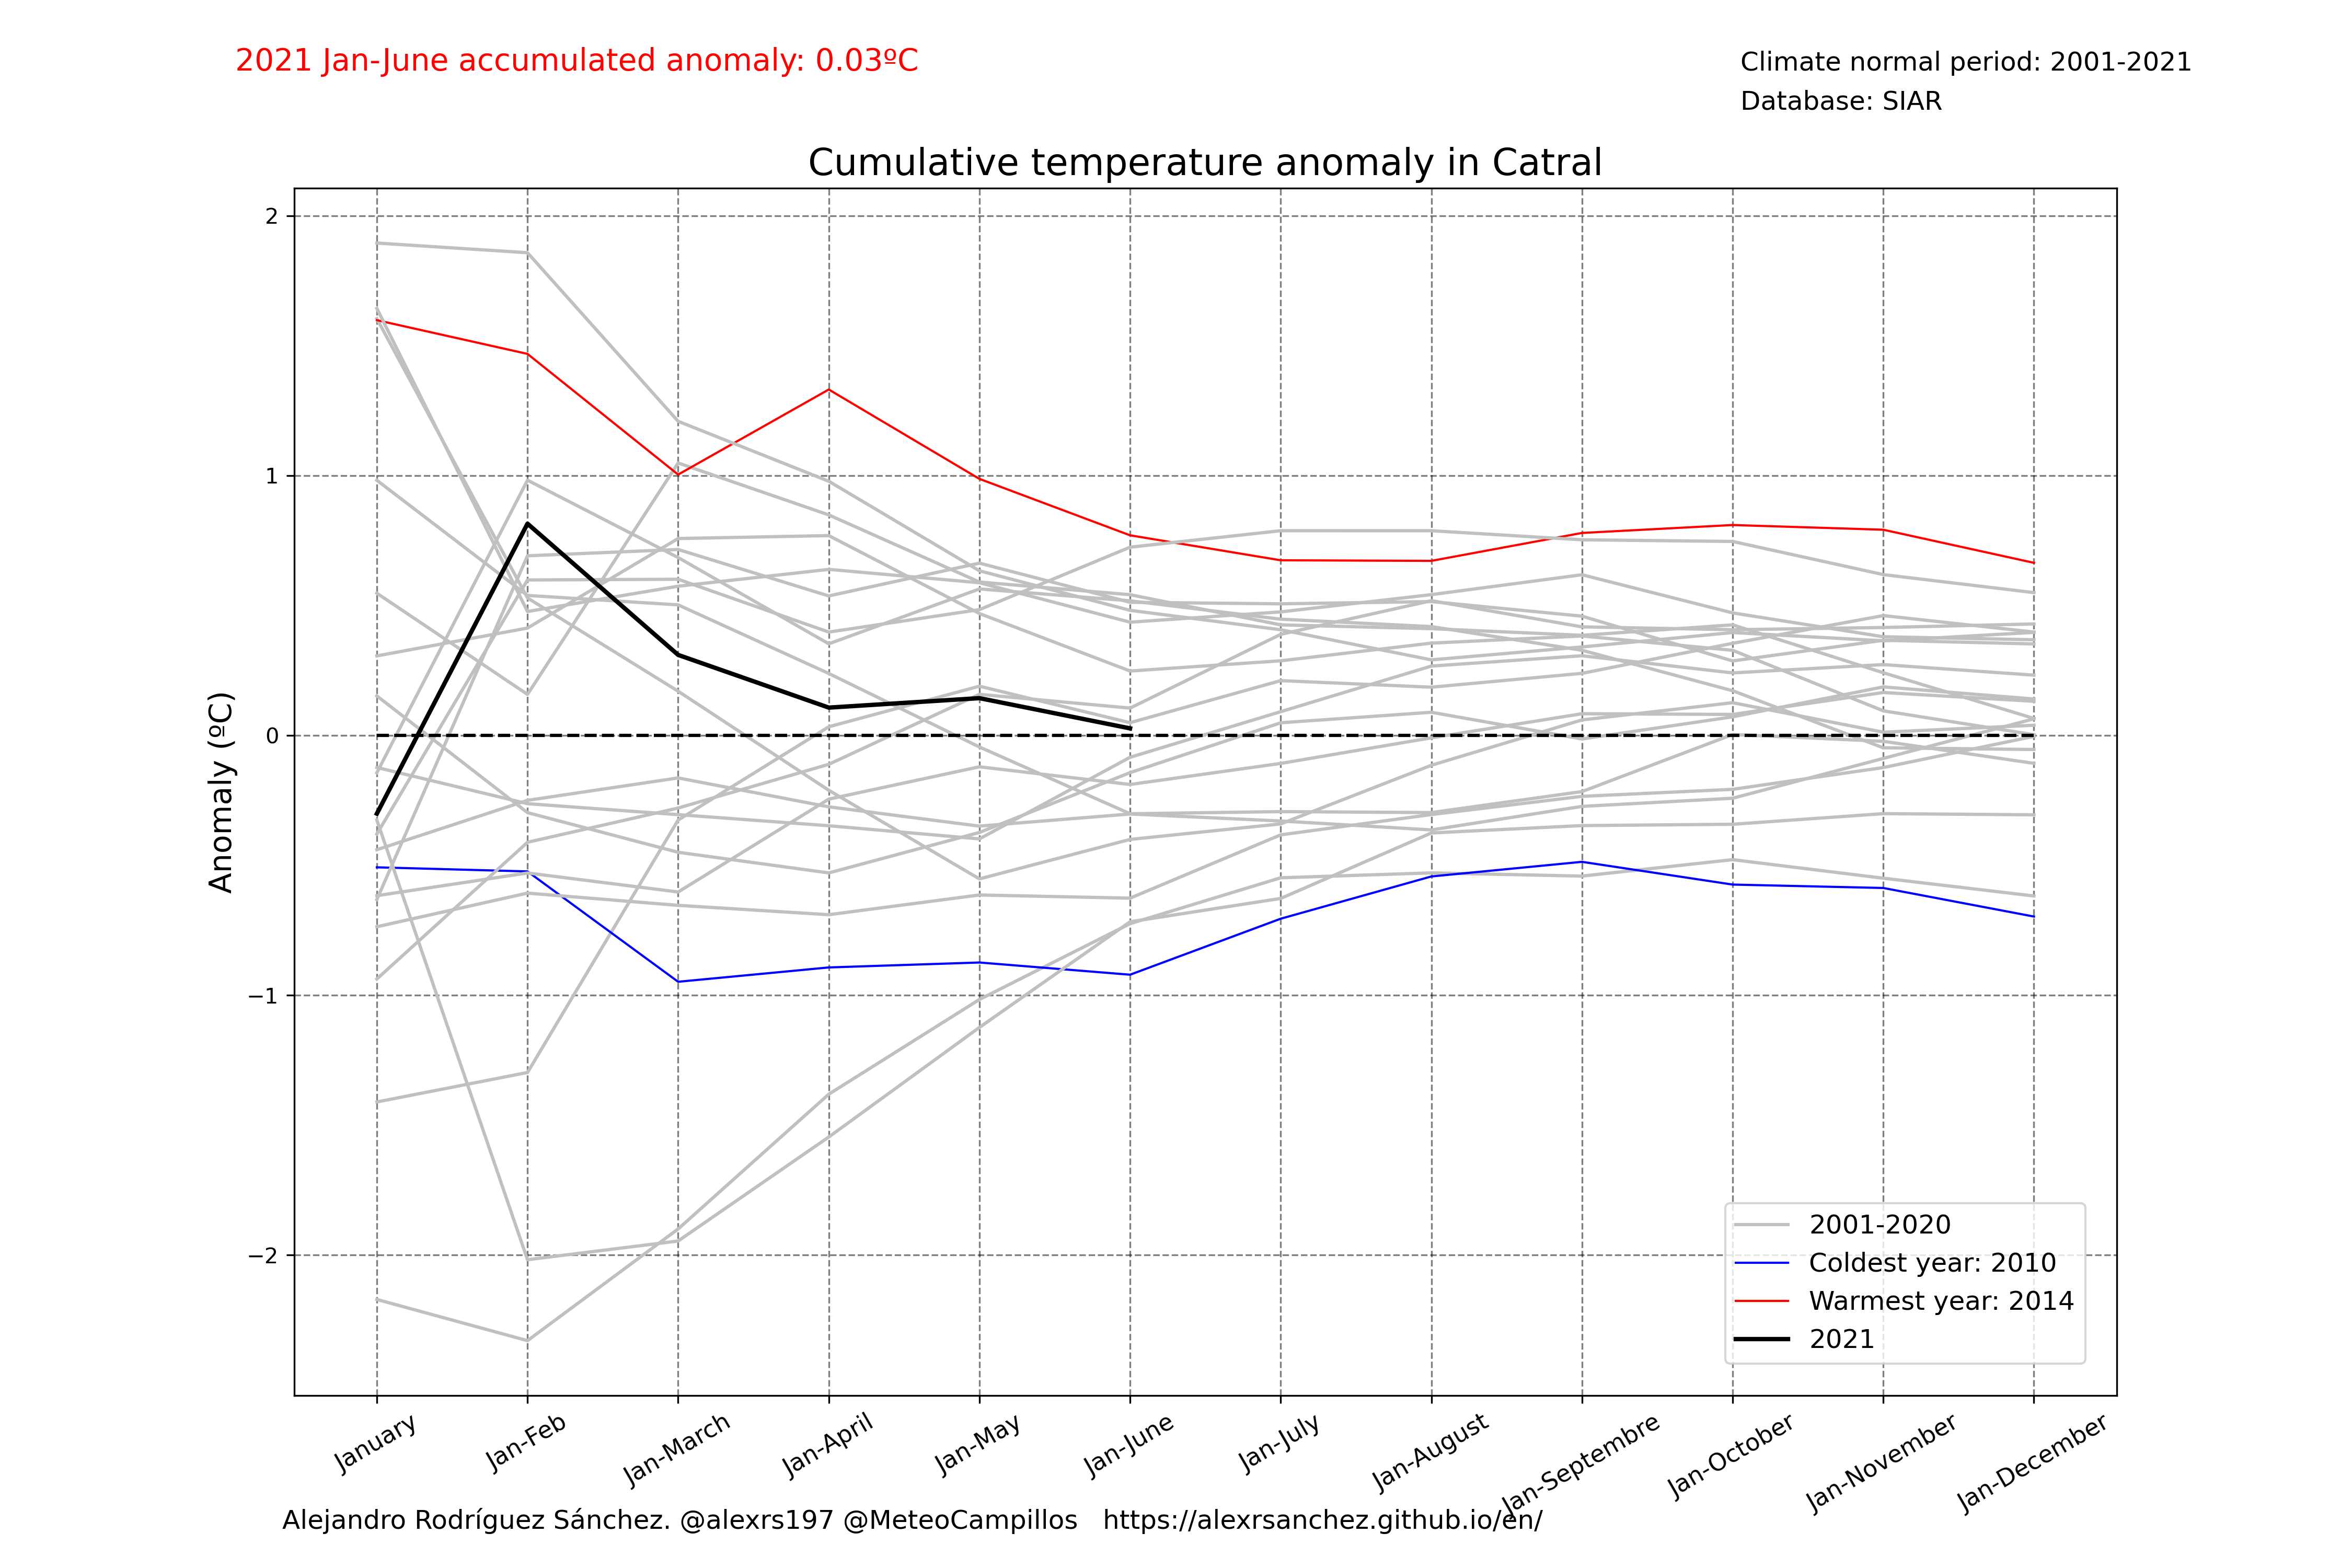 2021 Jan-June accumulated anomaly: 0.03ºC
Climate normal period: 2001-2021
Database: SIAR
Cumulative temperature anomaly in Catral
Anomaly (ºC)
2
1
0
−1
−2
January
Jan-Feb
Jan-March
Jan-April
Jan-May
Jan-June
Jan-July
Jan-August
Jan-Septembre
Jan-October
Jan-November
Jan-December
2001-2020
Coldest year: 2010
Warmest year: 2014
2021
Alejandro Rodríguez Sánchez. @alexrs197 @MeteoCampillos   https://alexrsanchez.github.io/en/